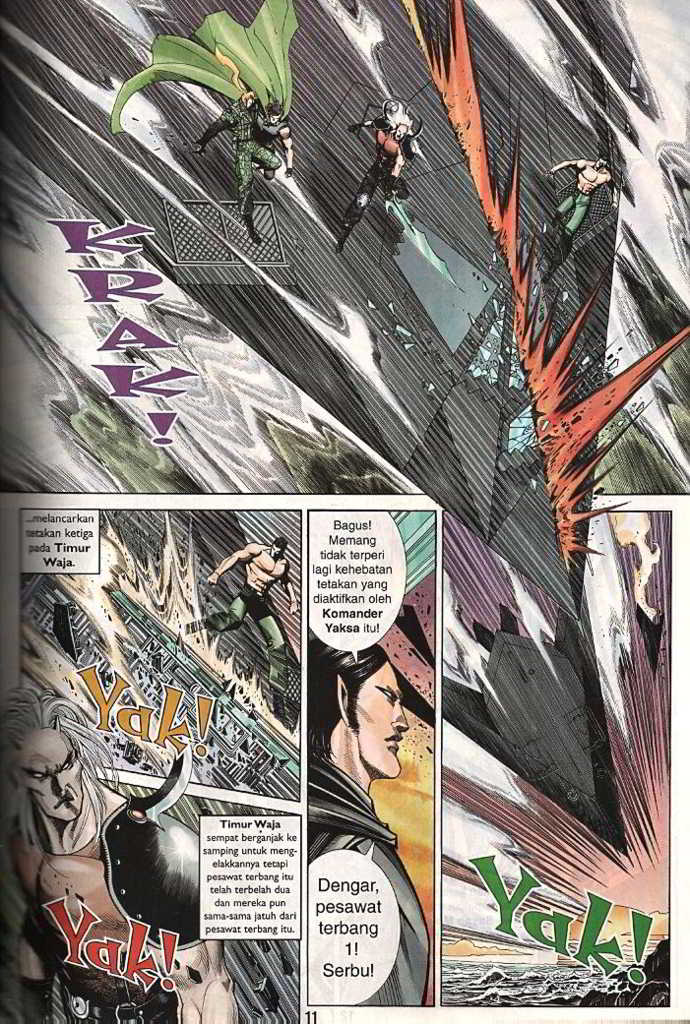 KRAK!
...melancarkan
tetakan ketiga
pada Timur
Waja.
Yak!
Timur Waja
sempat berganjak ke
samping untuk meng-
elakkannya tetapi
pesawat terbang itu
telah terbelah dua
dan mereka pun
sama-sama jatuh dari
pesawat terbang itu.
Yak!
Bagus!
Memang
tidak terperi
lagi kehebatan
tetakan yang
diaktifkan oleh
Komander
Yaksa itu!
Dengar,
pesawat
terbang
1!
Serbu!
Yak!
11